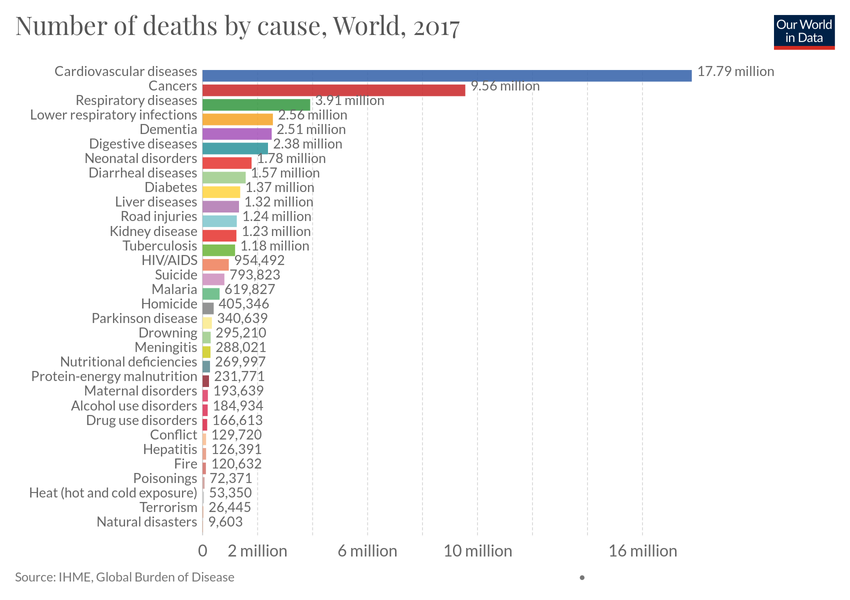 Number of deaths by cause, World, 2017
Our World
in Data
Cardiovascular diseases 17.79 million
Cancers 9.56 million
Respiratory diseases 3.91 million
Lower respiratory infections 2.56 million
Dementia 2.51 million
Digestive diseases 2.38 million
Neonatal disorders 1.78 million
Diarrheal diseases 1.57 million
Diabetes 1.37 million
Liver diseases 1.32 million
Road injuries 1.24 million
Kidney disease 1.23 million
Tuberculosis 1.18 million
HIV/AIDS 954,492
Suicide 793,823
Malaria 619,827
Homicide 405,346
Parkinson disease 340,639
Drowning 295,210
Meningitis 288,021
Nutritional deficiencies 269,997
Protein-energy malnutrition 231,771
Maternal disorders 193,639
Alcohol use disorders 184,934
Drug use disorders 166,613
Conflict 129,720
Hepatitis 126,391
Fire 120,632
Poisonings 72,371
Heat (hot and cold exposure) 53,350
Terrorism 26,445
Natural disasters 9,603
0 2 million 6 million 10 million 16 million
Source: IHME, Global Burden of Disease